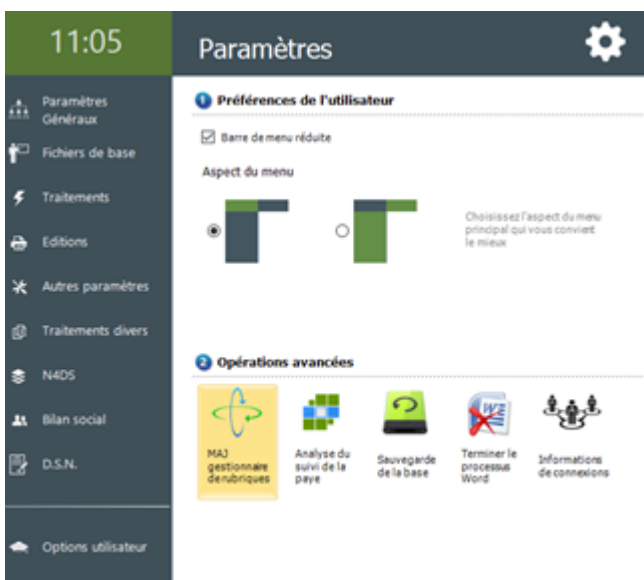 11:05
Paramètres
Paramètres
Généraux
Fichiers de base
Traitements
Editions
Autres paramètres
Traitements divers
N4DS
Bilan social
D.S.N.
Options utilisateur
1 Préférences de l'utilisateur
Barre de menu réduite
Aspect du menu
Choisissez l'aspect du menu
principal qui vous convient
le mieux
2 Opérations avancées
MAJ
gestionnaire
de rubriques
Analyse du
suivi de la
paye
Sauvegarde
de la base
Terminer le
processus
Word
Informations
de connexions